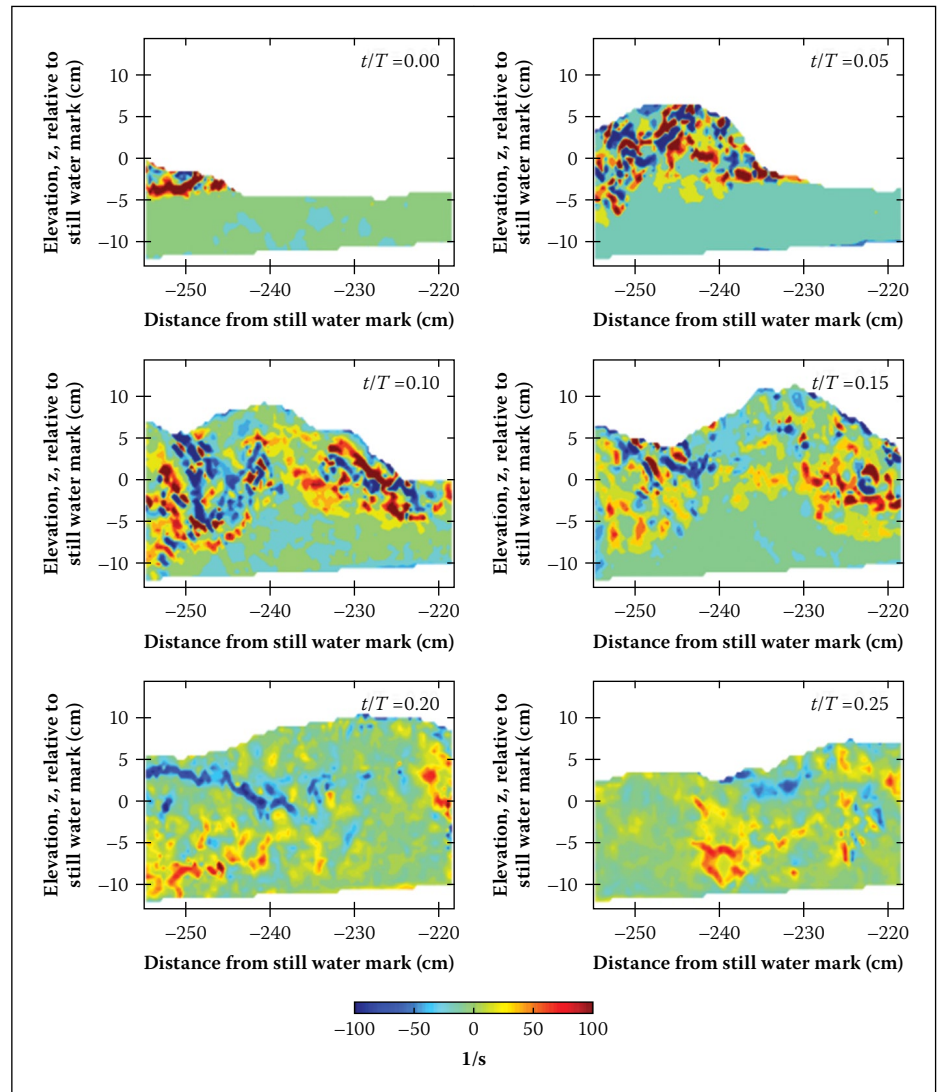 t/T =0.00
Elevation, z, relative to
still water mark (cm)
10
5
0
−5
−10
−250
−240
−230
−220
Distance from still water mark (cm)
t/T =0.05
Elevation, z, relative to
still water mark (cm)
10
5
0
−5
−10
−250
−240
−230
−220
Distance from still water mark (cm)
t/T =0.10
Elevation, z, relative to
still water mark (cm)
10
5
0
−5
−10
−250
−240
−230
−220
Distance from still water mark (cm)
t/T =0.15
Elevation, z, relative to
still water mark (cm)
10
5
0
−5
−10
−250
−240
−230
−220
Distance from still water mark (cm)
t/T =0.20
Elevation, z, relative to
still water mark (cm)
10
5
0
−5
−10
−250
−240
−230
−220
Distance from still water mark (cm)
t/T =0.25
Elevation, z, relative to
still water mark (cm)
10
5
0
−5
−10
−250
−240
−230
−220
Distance from still water mark (cm)
−100
−50
0
50
100
1/s